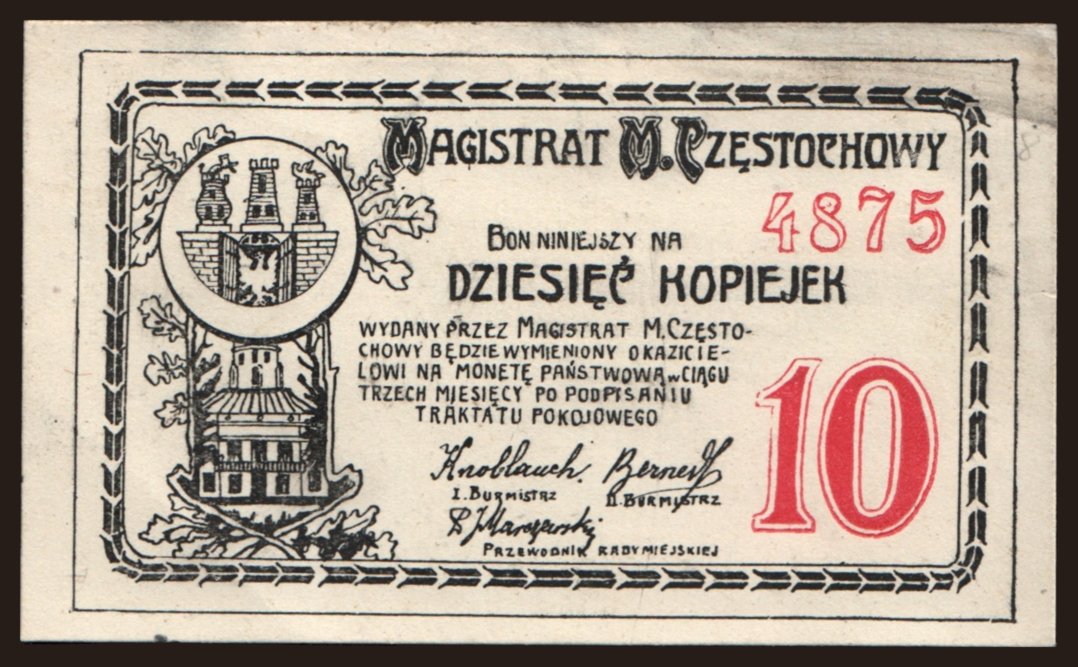 MAGISTRAT M. CZĘSTOCHOWY
4875
BON NINIEJSZY NA
DZIESIĘĆ KOPIEJEK
WYDANY PRZEZ MAGISTRAT M. CZĘSTO-
CHOWY BĘDZIE WYMIENIONY OKAZICIE-
LOWI NA MONETĘ PAŃSTWOWĄ W CIĄGU
TRZECH MIESIĘCY PO PODPISANIU
TRAKTATU POKOJOWEGO
10
Knoblauch.
I. BURMISTRZ
II. BURMISTRZ
PRZEWODNIK RADY MIEJSKIEJ